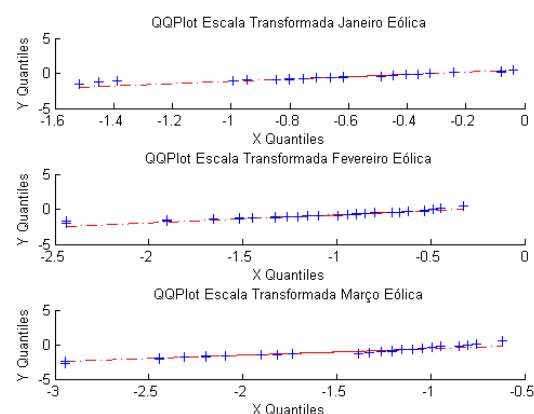 QQPlot Escala Transformada Janeiro Eólica
Y Quantiles
5
0
-5
-1.6 -1.4 -1.2 -1 -0.8 -0.6 -0.4 -0.2 0
X Quantiles
QQPlot Escala Transformada Fevereiro Eólica
Y Quantiles
5
0
-5
-2.5 -2 -1.5 -1 -0.5 0
X Quantiles
QQPlot Escala Transformada Março Eólica
Y Quantiles
5
0
-5
-3 -2.5 -2 -1.5 -1 -0.5
X Quantiles